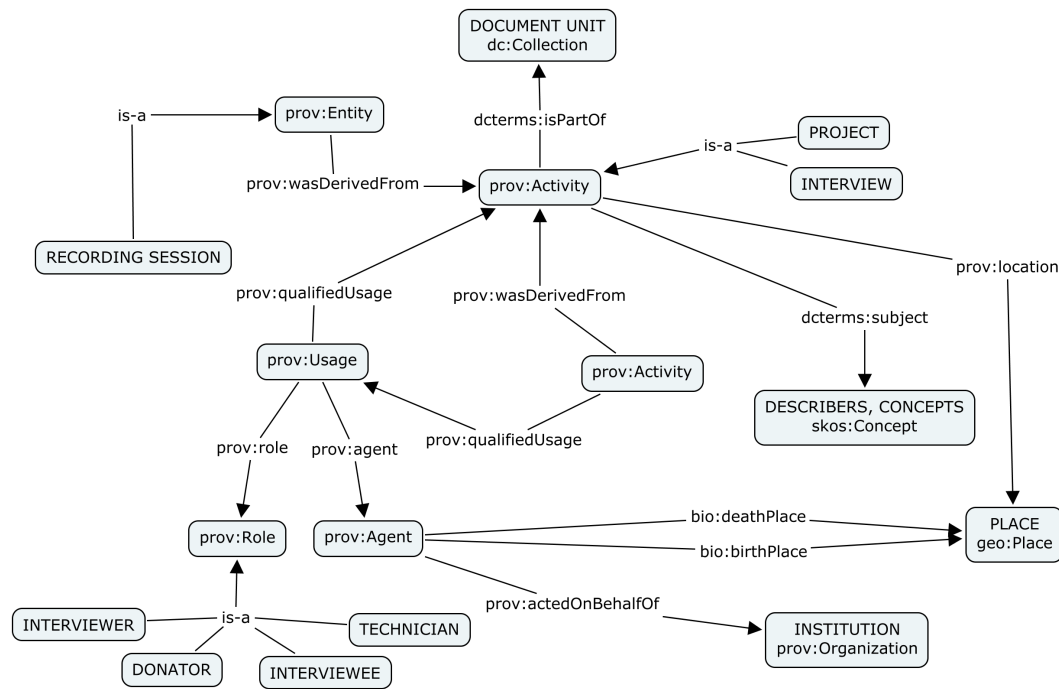 DOCUMENT UNIT
dc:Collection
is-a
prov:Entity
dcterms:isPartOf
PROJECT
is-a
prov:wasDerivedFrom
prov:Activity
INTERVIEW
RECORDING SESSION
prov:location
prov:qualifiedUsage
prov:wasDerivedFrom
dcterms:subject
prov:Usage
prov:Activity
DESCRIBERS, CONCEPTS
skos:Concept
prov:role
prov:agent
prov:qualifiedUsage
bio:deathPlace
PLACE
geo:Place
prov:Role
prov:Agent
bio:birthPlace
prov:actedOnBehalfOf
is-a
INTERVIEWER
TECHNICIAN
INSTITUTION
prov:Organization
DONATOR
INTERVIEWEE